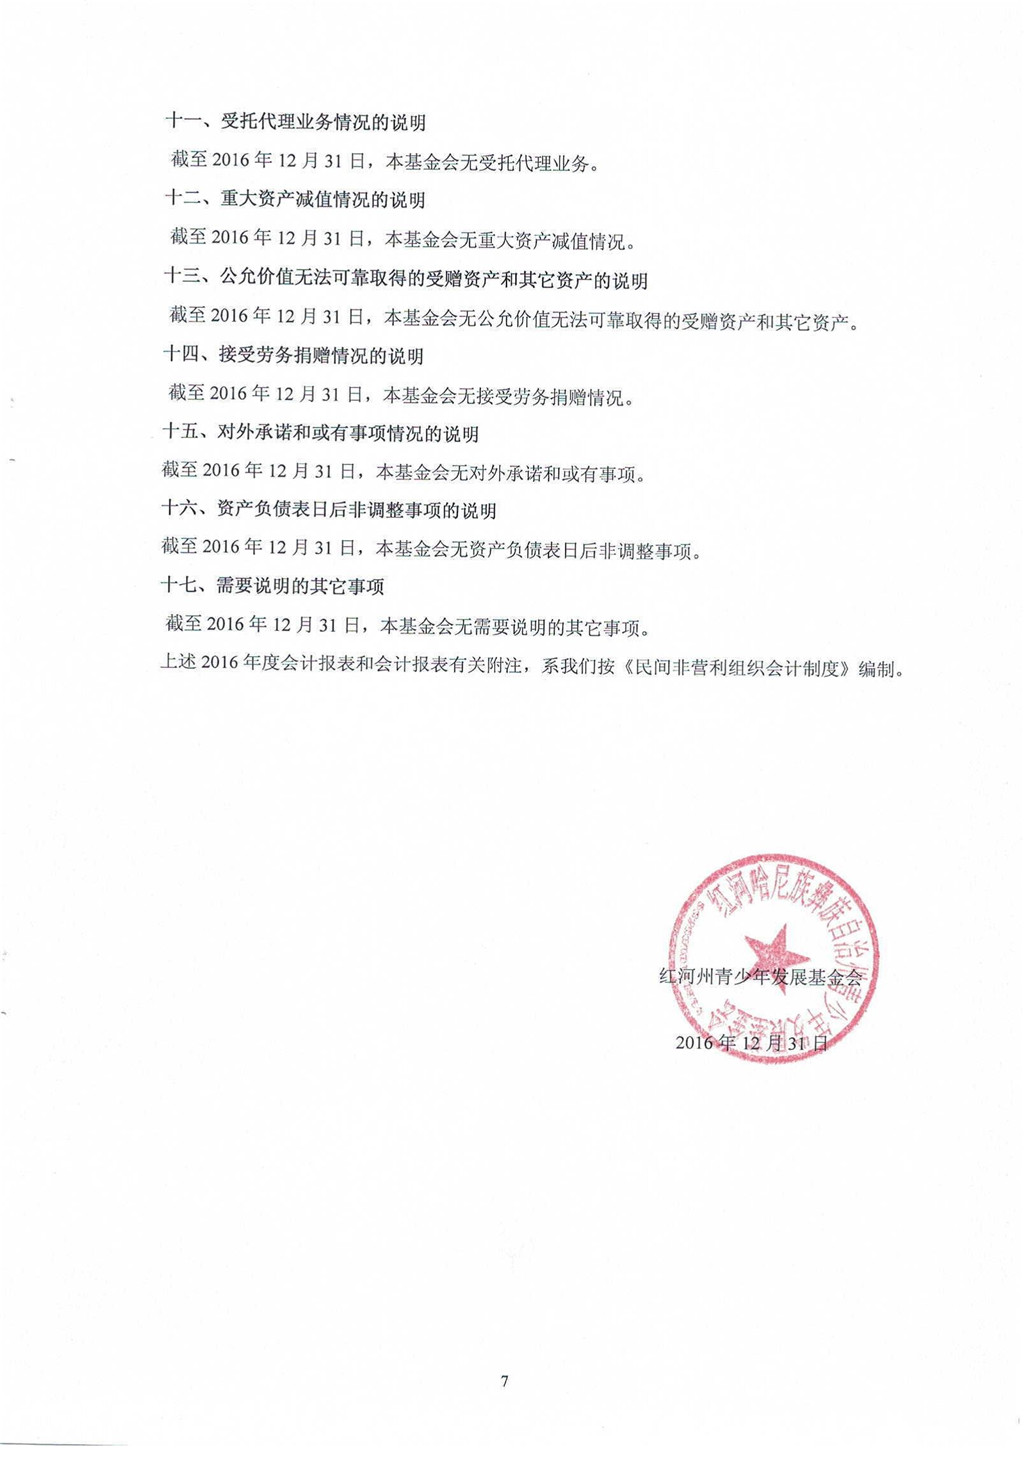 十一、受托代理业务情况的说明
截至 2016 年 12 月 31 日，本基金会无受托代理业务。
十二、重大资产减值情况的说明
截至 2016 年 12 月 31 日，本基金会无重大资产减值情况。
十三、公允价值无法可靠取得的受赠资产和其它资产的说明
截至 2016 年 12 月 31 日，本基金会无公允价值无法可靠取得的受赠资产和其它资产。
十四、接受劳务捐赠情况的说明
截至 2016 年 12 月 31 日，本基金会无接受劳务捐赠情况。
十五、对外承诺和或有事项情况的说明
截至 2016 年 12 月 31 日，本基金会无对外承诺和或有事项。
十六、资产负债表日后非调整事项的说明
截至 2016 年 12 月 31 日，本基金会无资产负债表日后非调整事项。
十七、需要说明的其它事项
截至 2016 年 12 月 31 日，本基金会无需要说明的其它事项。
上述 2016 年度会计报表和会计报表有关附注，系我们按《民间非营利组织会计制度》编制。
红河哈尼族彝族自治州青少年发展基金会
红河州青少年发展基金会
2016 年 12 月 31 日
7